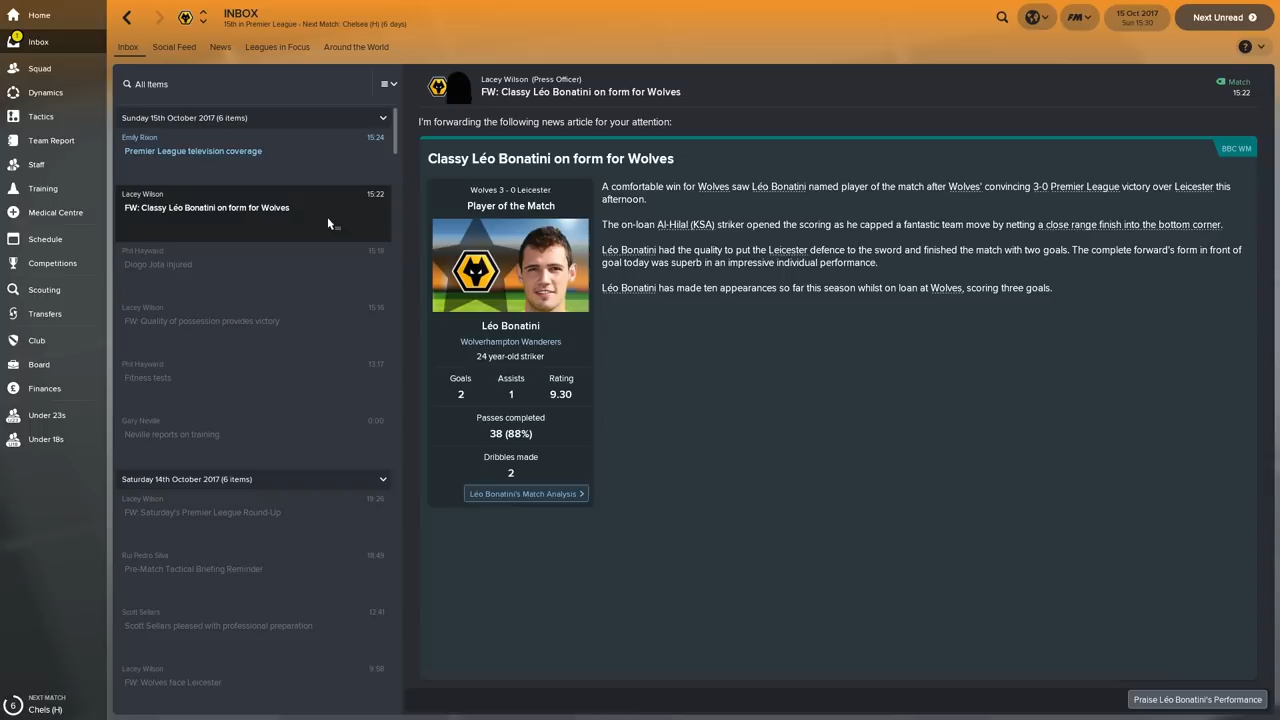 Home
1
Inbox
Squad
Dynamics
Tactics
Team Report
Staff
Training
Medical Centre
Schedule
Competitions
Scouting
Transfers
Club
Board
Finances
Under 23s
Under 18s
6
NEXT MATCH
Chels (H)
INBOX
15th in Premier League - Next Match: Chelsea (H) (6 days)
FM
15 Oct 2017
Sun 15:30
Next Unread
Inbox
Social Feed
News
Leagues in Focus
Around the World
?
All Items
Sunday 15th October 2017 (6 items)
Emily Rixon
15:24
Premier League television coverage
Lacey Wilson
15:22
FW: Classy Léo Bonatini on form for Wolves
Phil Hayward
15:18
Diogo Jota injured
Lacey Wilson
15:16
FW: Quality of possession provides victory
Phil Hayward
13:17
Fitness tests
Gary Neville
0:00
Neville reports on training
Saturday 14th October 2017 (6 items)
Lacey Wilson
19:26
FW: Saturday's Premier League Round-Up
Rui Pedro Silva
18:49
Pre-Match Tactical Briefing Reminder
Scott Sellars
12:41
Scott Sellars pleased with professional preparation
Lacey Wilson
9:58
FW: Wolves face Leicester
Lacey Wilson (Press Officer)
FW: Classy Léo Bonatini on form for Wolves
Match
15:22
I'm forwarding the following news article for your attention:
Classy Léo Bonatini on form for Wolves
BBC WM
Wolves 3 - 0 Leicester
Player of the Match
Léo Bonatini
Wolverhampton Wanderers
24 year-old striker
Goals
Assists
Rating
2
1
9.30
Passes completed
38 (88%)
Dribbles made
2
Léo Bonatini's Match Analysis
A comfortable win for Wolves saw Léo Bonatini named player of the match after Wolves' convincing 3-0 Premier League victory over Leicester this
afternoon.
The on-loan Al-Hilal (KSA) striker opened the scoring as he capped a fantastic team move by netting a close range finish into the bottom corner.
Léo Bonatini had the quality to put the Leicester defence to the sword and finished the match with two goals. The complete forward's form in front of
goal today was superb in an impressive individual performance.
Léo Bonatini has made ten appearances so far this season whilst on loan at Wolves, scoring three goals.
Praise Léo Bonatini's Performance